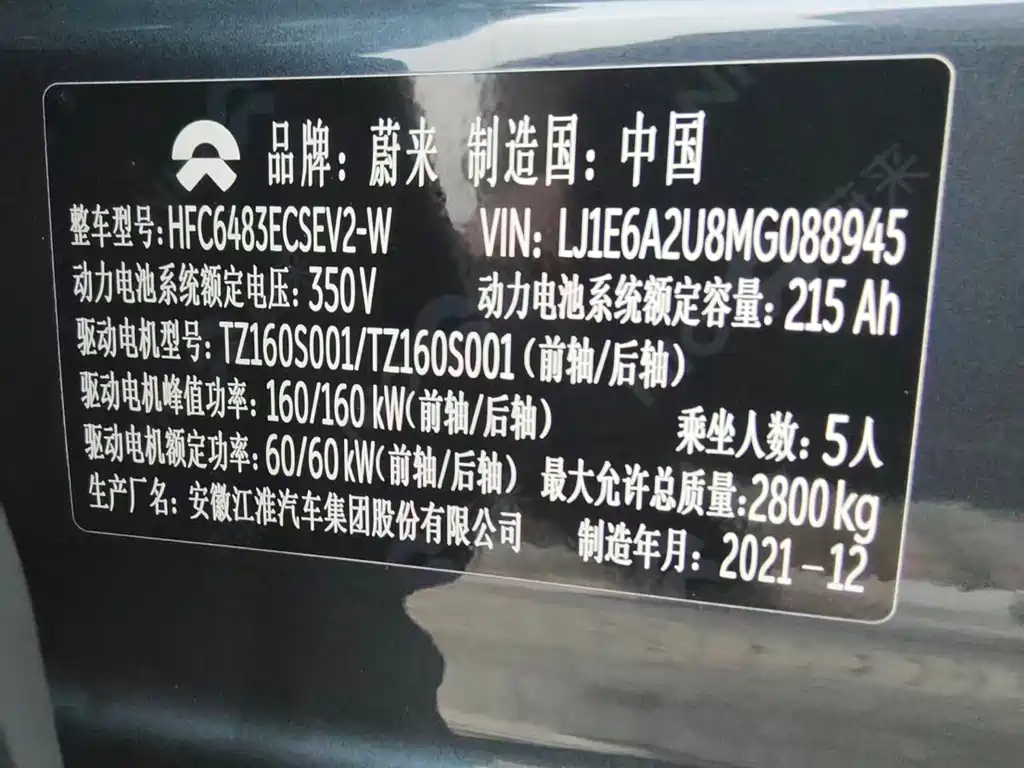 品牌：蔚来 制造国：中国
整车型号：HFC6483ECSEV2-W VIN：LJ1E6A2U8MG088945
动力电池系统额定电压：350V 动力电池系统额定容量：215 Ah
驱动电机型号：TZ160S001/TZ160S001（前轴/后轴）
驱动电机峰值功率：160/160 kW（前轴/后轴） 乘坐人数：5人
驱动电机额定功率：60/60kW（前轴/后轴） 最大允许总质量：2800kg
生产厂名：安徽江淮汽车集团股份有限公司 制造年月：2021-12